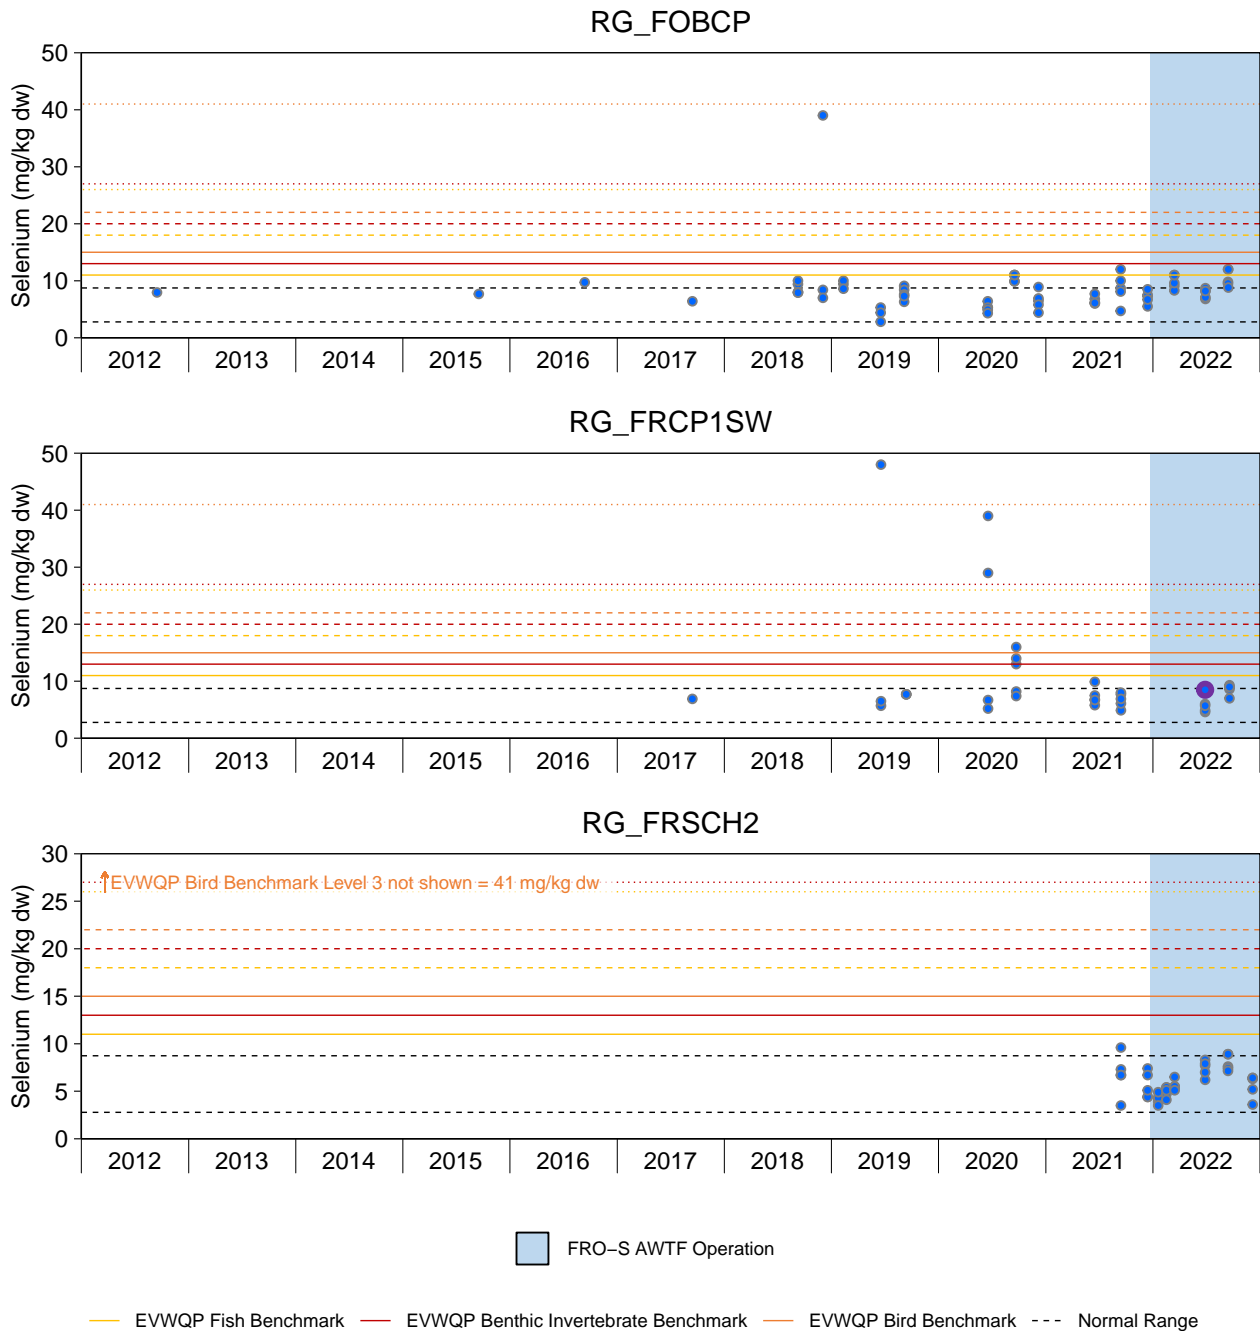 RG_FOBCP
Selenium (mg/kg dw)
50
40
30
20
10
0
2012 2013 2014 2015 2016 2017 2018 2019 2020 2021 2022
RG_FRCP1SW
Selenium (mg/kg dw)
50
40
30
20
10
0
2012 2013 2014 2015 2016 2017 2018 2019 2020 2021 2022
RG_FRSCH2
Selenium (mg/kg dw)
30
EVWQP Bird Benchmark Level 3 not shown = 41 mg/kg dw
25
20
15
10
5
0
2012 2013 2014 2015 2016 2017 2018 2019 2020 2021 2022
FRO−S AWTF Operation
EVWQP Fish Benchmark EVWQP Benthic Invertebrate Benchmark EVWQP Bird Benchmark Normal Range